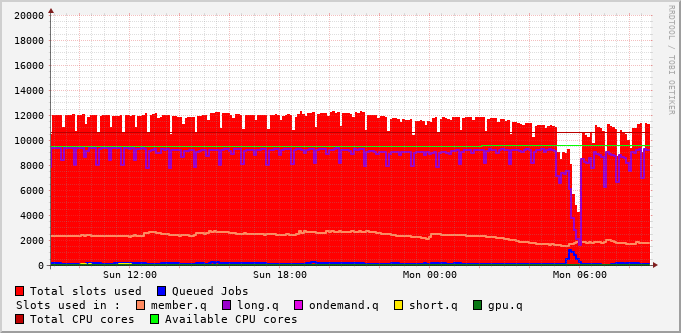 RRDTOOL / TOBI OETIKER
20000
18000
16000
14000
12000
10000
8000
6000
4000
2000
0
Sun 12:00 Sun 18:00 Mon 00:00 Mon 06:00
Total slots used Queued Jobs
Slots used in : member.q long.q ondemand.q short.q gpu.q
Total CPU cores Available CPU cores